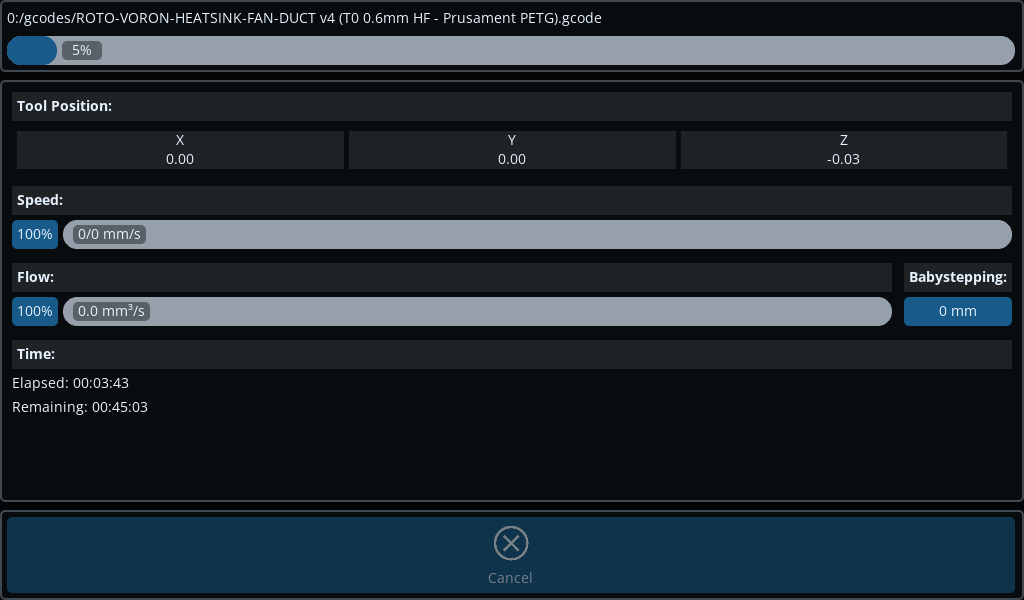 0:/gcodes/ROTO-VORON-HEATSINK-FAN-DUCT v4 (T0 0.6mm HF - Prusament PETG).gcode
5%
Tool Position:
X Y Z
0.00 0.00 -0.03
Speed:
100% 0/0 mm/s
Flow: Babystepping:
100% 0.0 mm³/s 0 mm
Time:
Elapsed: 00:03:43
Remaining: 00:45:03
Cancel